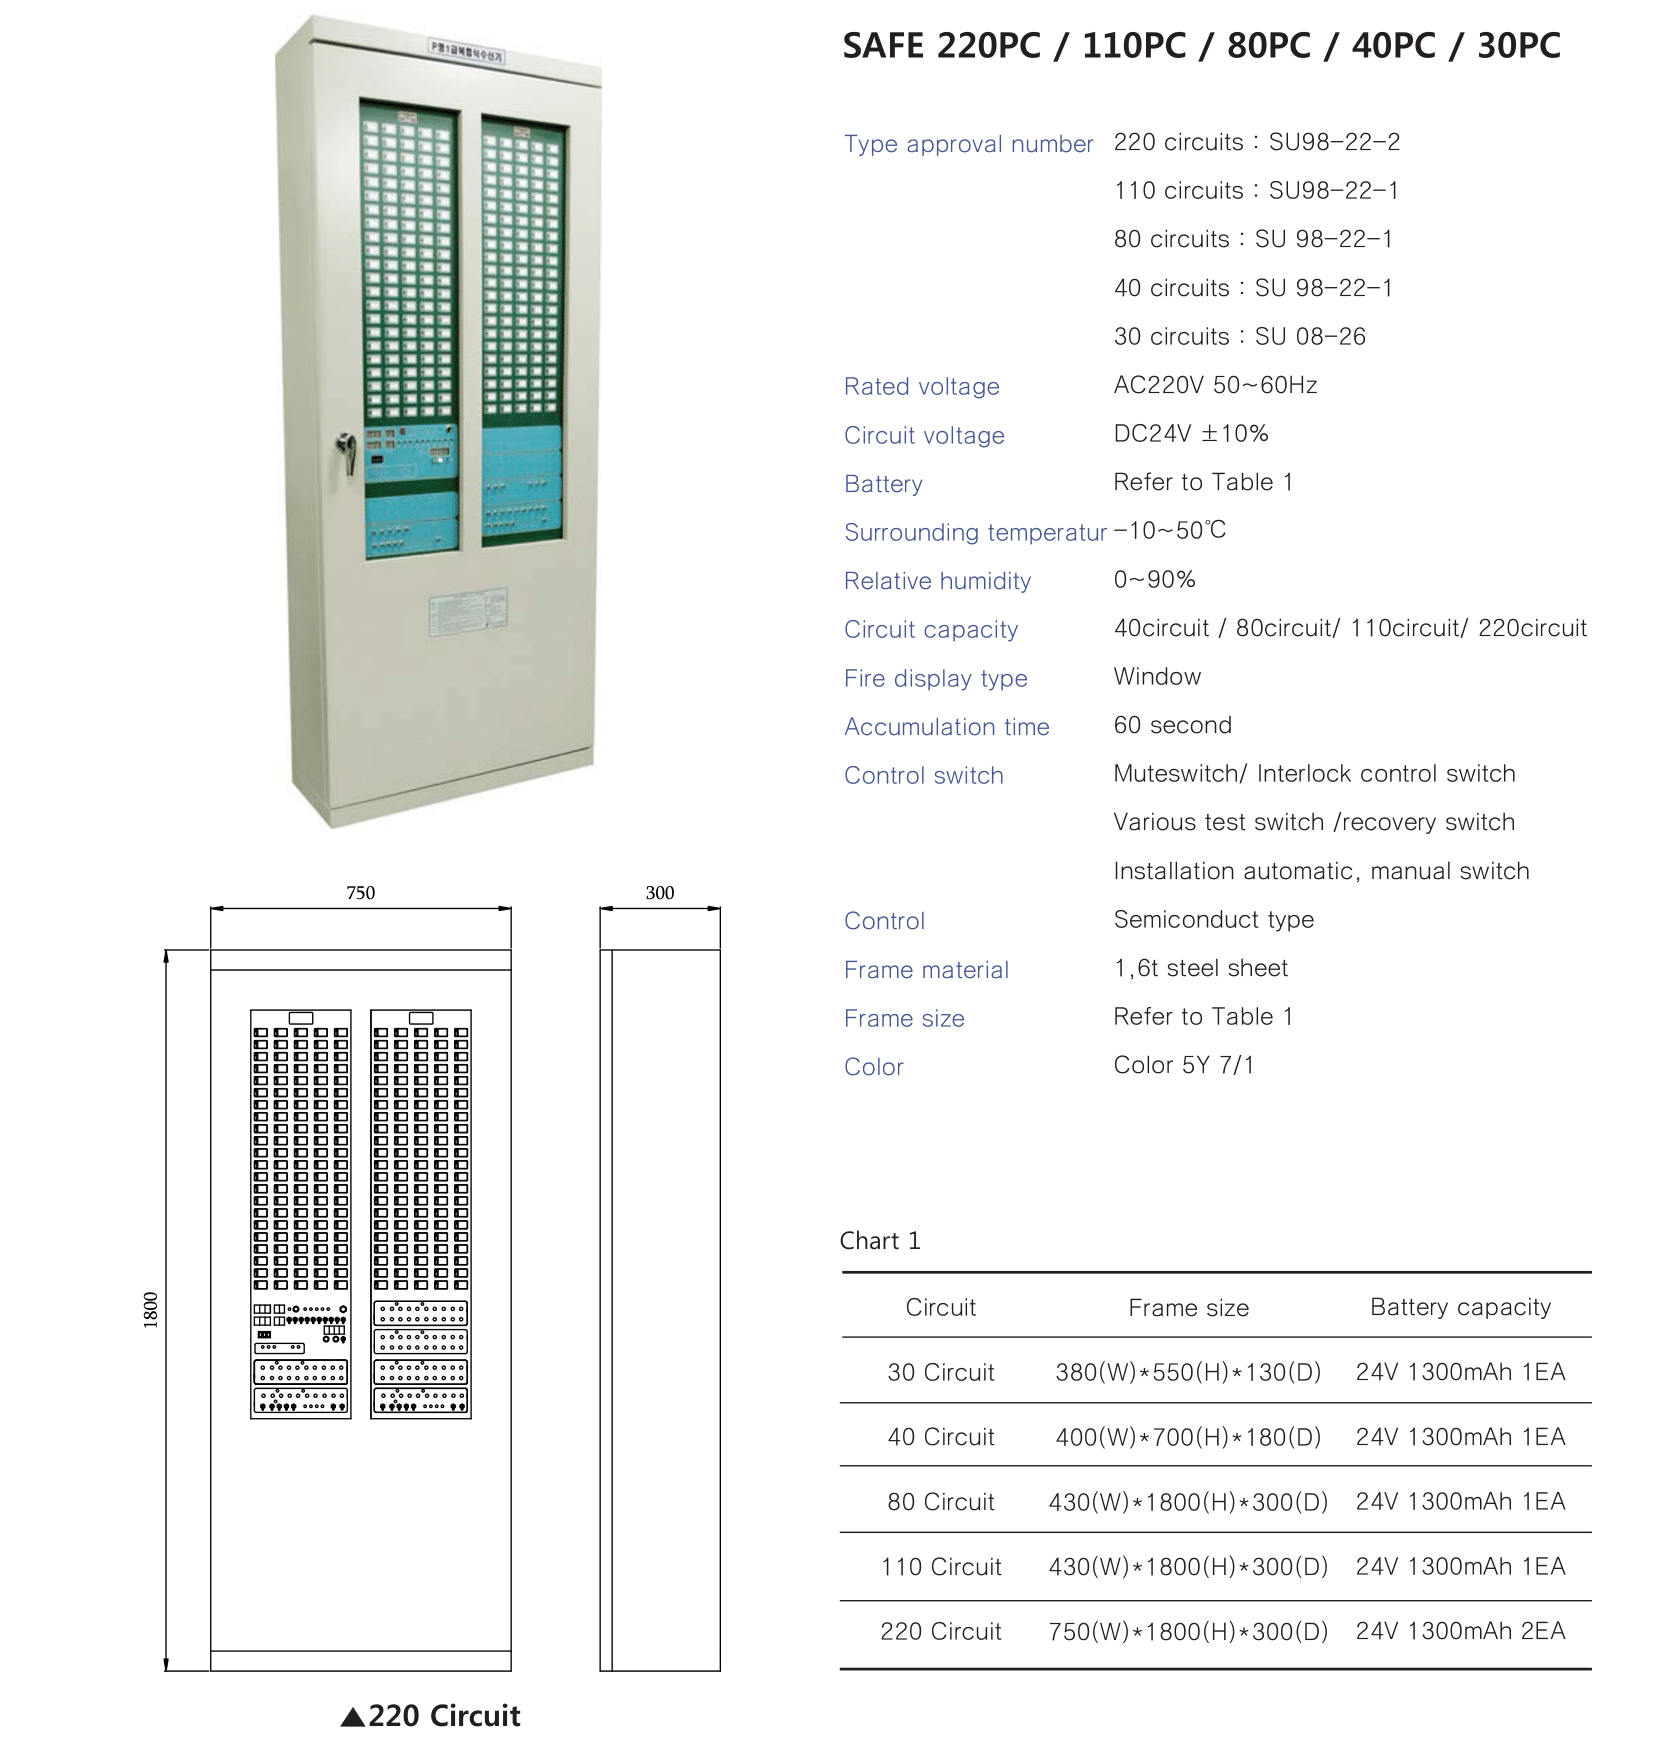 P형1급복합식수신기
SAFE 220PC / 110PC / 80PC / 40PC / 30PC
Type approval number 220 circuits : SU98-22-2
110 circuits : SU98-22-1
80 circuits : SU 98-22-1
40 circuits : SU 98-22-1
30 circuits : SU 08-26
Rated voltage AC220V 50~60Hz
Circuit voltage DC24V ±10%
Battery Refer to Table 1
Surrounding temperatur -10~50℃
Relative humidity 0~90%
Circuit capacity 40circuit / 80circuit/ 110circuit/ 220circuit
Fire display type Window
Accumulation time 60 second
Control switch Muteswitch/ Interlock control switch
Various test switch /recovery switch
Installation automatic, manual switch
Control Semiconduct type
Frame material 1,6t steel sheet
Frame size Refer to Table 1
Color Color 5Y 7/1
750
300
1800
▲220 Circuit
Chart 1
Circuit Frame size Battery capacity
30 Circuit 380(W)*550(H)*130(D) 24V 1300mAh 1EA
40 Circuit 400(W)*700(H)*180(D) 24V 1300mAh 1EA
80 Circuit 430(W)*1800(H)*300(D) 24V 1300mAh 1EA
110 Circuit 430(W)*1800(H)*300(D) 24V 1300mAh 1EA
220 Circuit 750(W)*1800(H)*300(D) 24V 1300mAh 2EA